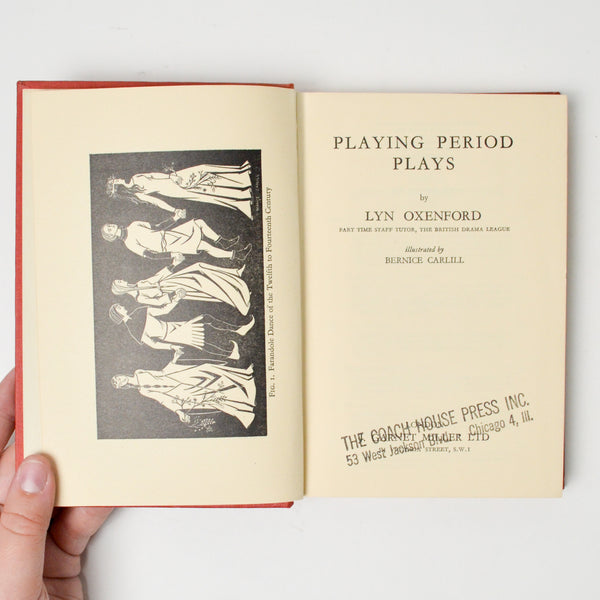 FIG. 1. Farandole Dance of the Twelfth to Fourteenth Century
PLAYING PERIOD
PLAYS
by
LYN OXENFORD
PART TIME STAFF TUTOR, THE BRITISH DRAMA LEAGUE
illustrated by
BERNICE CARLILL
THE COACH HOUSE PRESS INC.
53 West Jackson Blvd. Chicago 4, Ill.
J. GARNET MILLER LTD
STREET, S.W.1